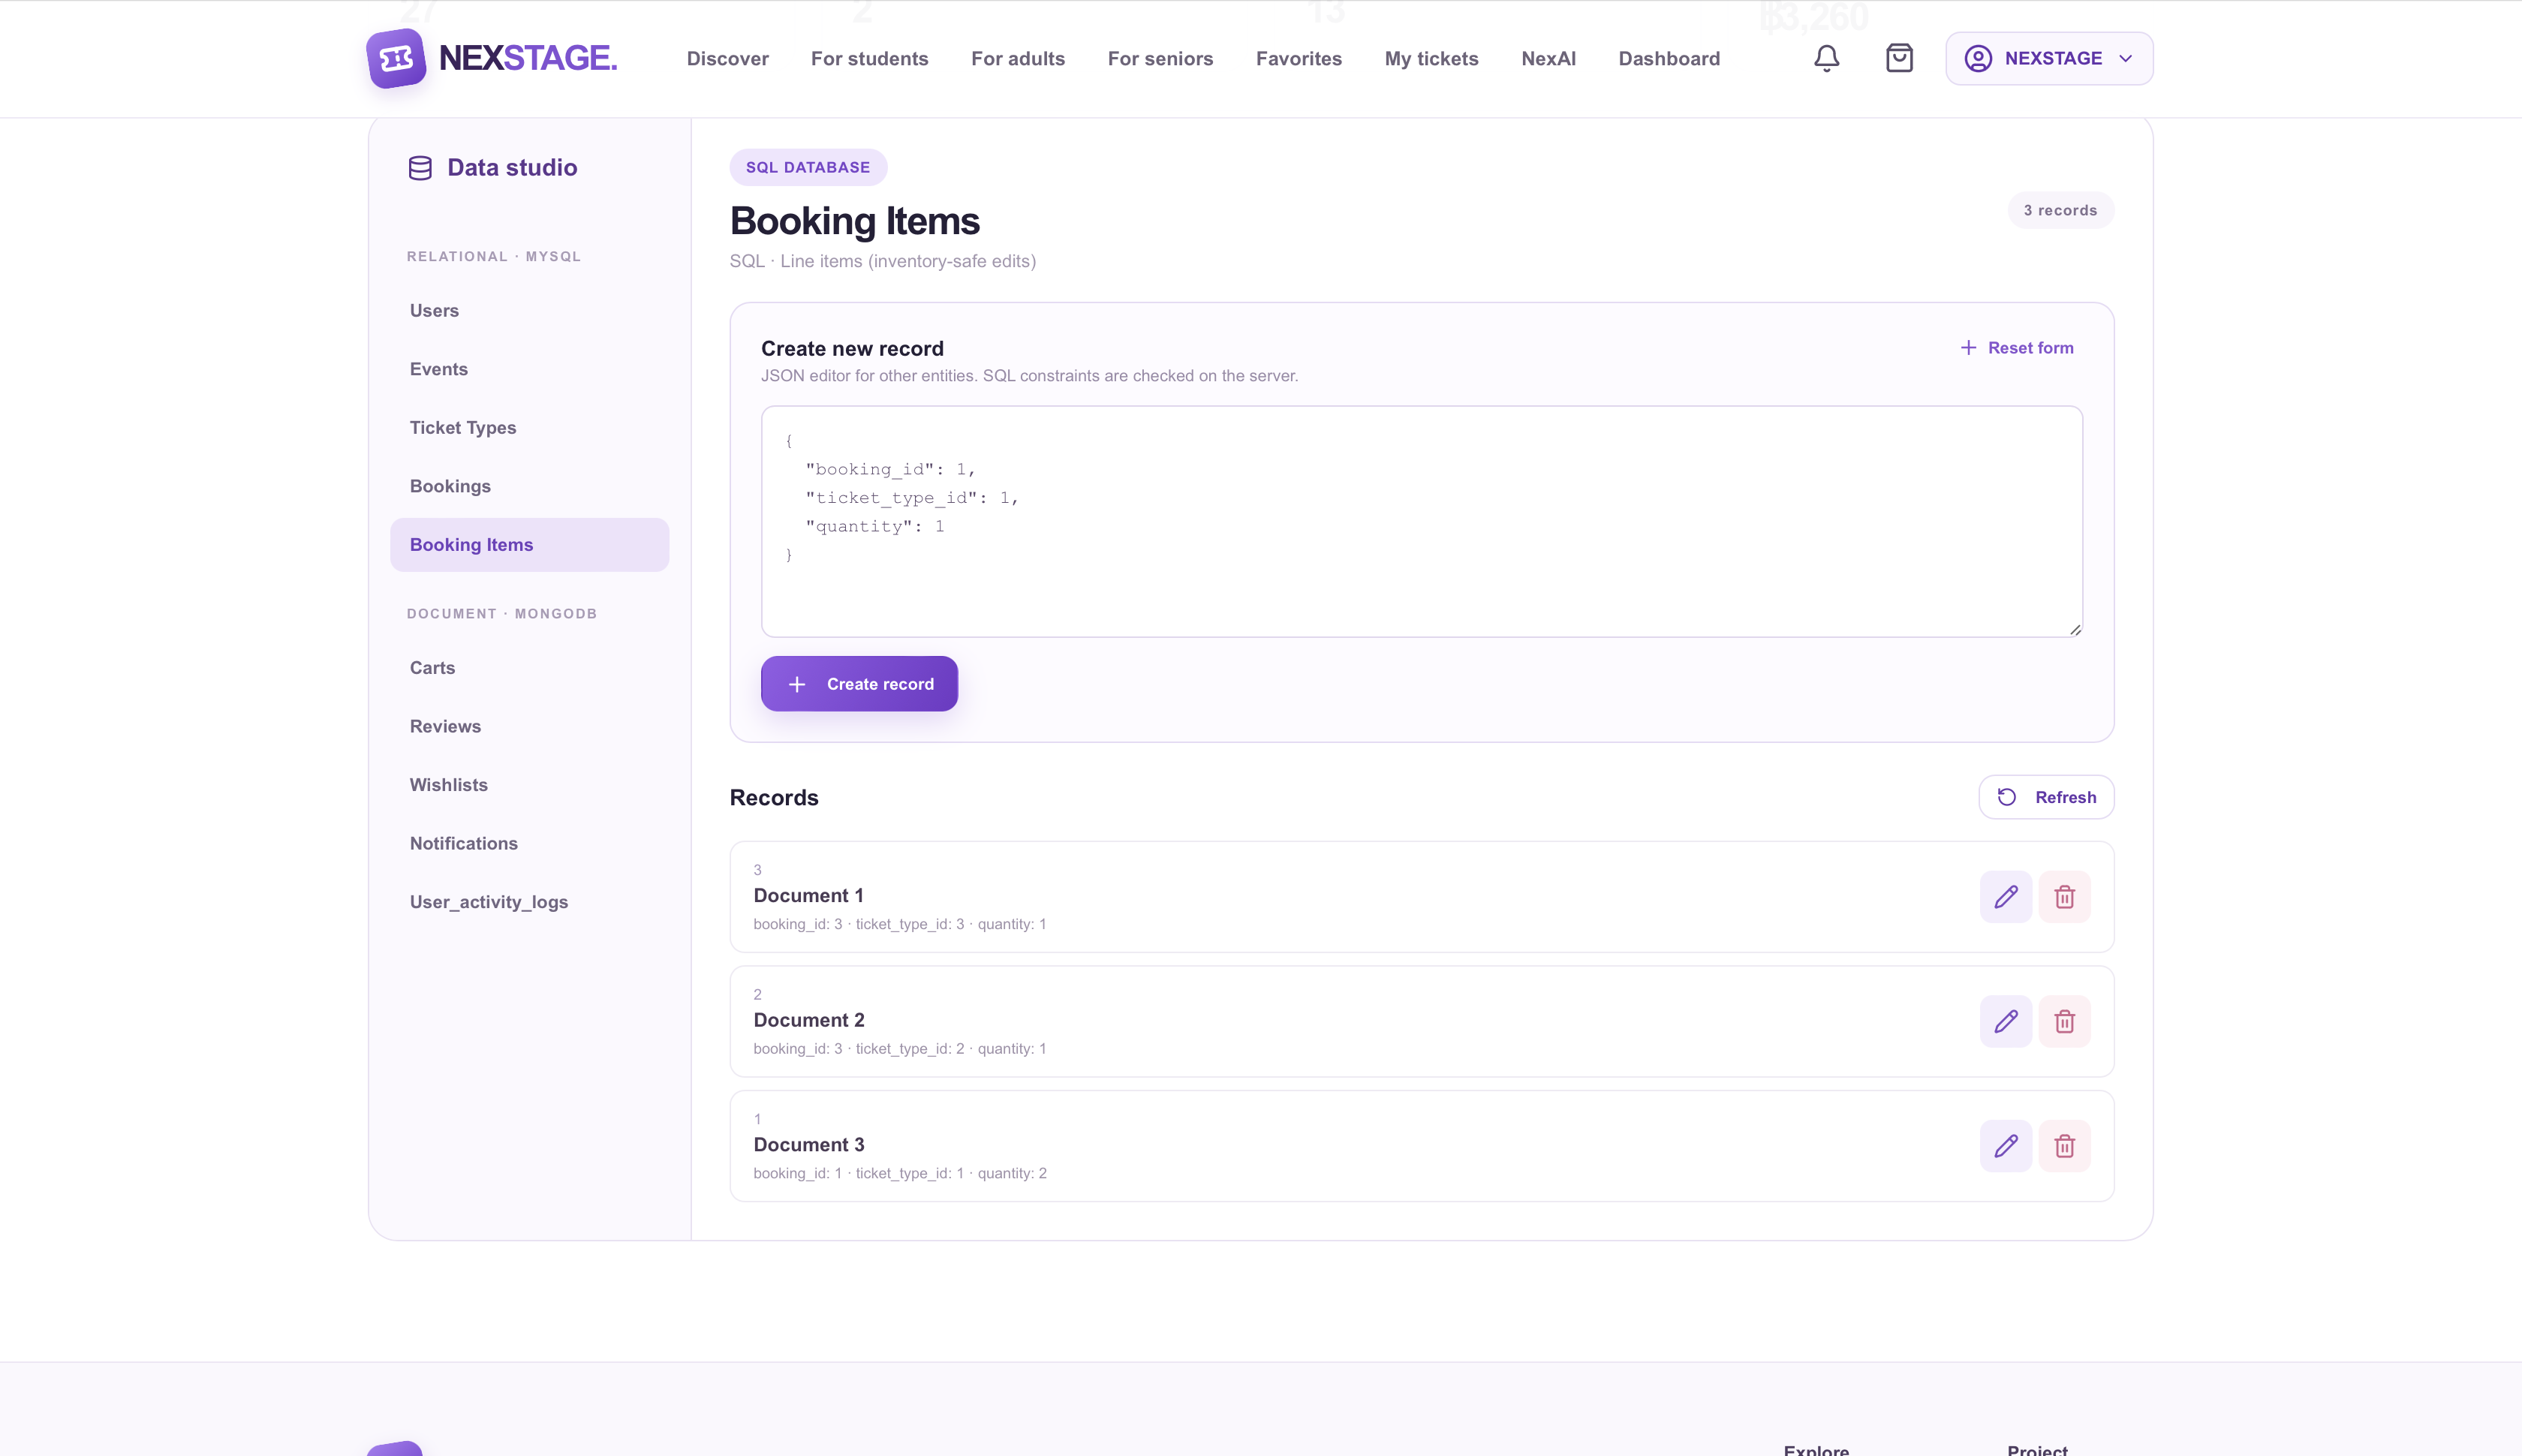 27 2 13 ฿3,260
NEXSTAGE.
Discover For students For adults For seniors Favorites My tickets NexAI Dashboard
NEXSTAGE
Data studio
RELATIONAL · MYSQL
Users
Events
Ticket Types
Bookings
Booking Items
DOCUMENT · MONGODB
Carts
Reviews
Wishlists
Notifications
User_activity_logs
SQL DATABASE
Booking Items
3 records
SQL · Line items (inventory-safe edits)
Create new record
Reset form
JSON editor for other entities. SQL constraints are checked on the server.
{
"booking_id": 1,
"ticket_type_id": 1,
"quantity": 1
}
Create record
Records
Refresh
3
Document 1
booking_id: 3 · ticket_type_id: 3 · quantity: 1
2
Document 2
booking_id: 3 · ticket_type_id: 2 · quantity: 1
1
Document 3
booking_id: 1 · ticket_type_id: 1 · quantity: 2
Explore Project